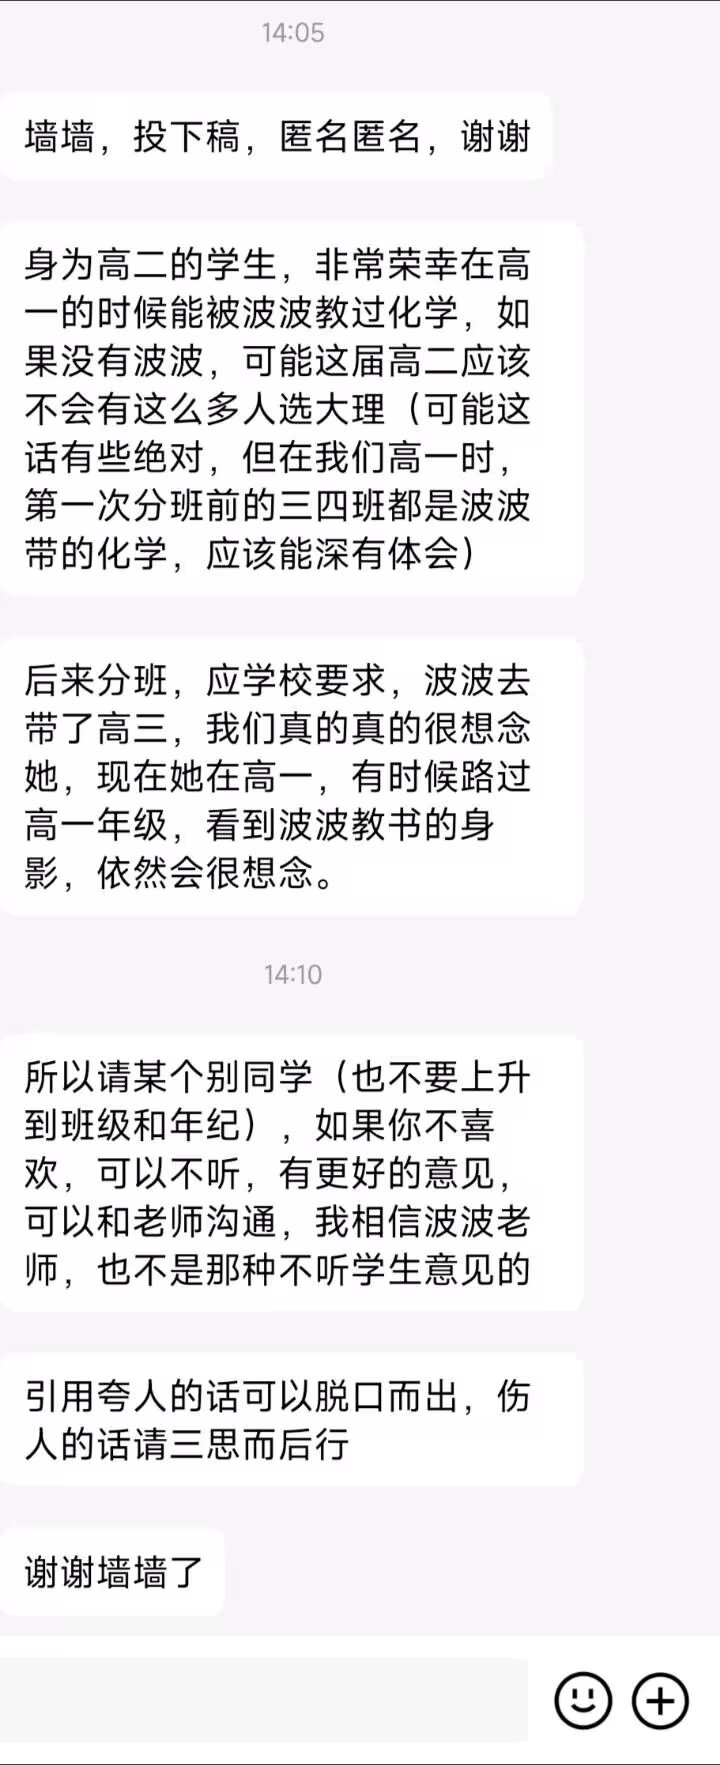 14:05
墙墙，投下稿，匿名匿名，谢谢
身为高二的学生，非常荣幸在高
一的时候能被波波教过化学，如
果没有波波，可能这届高二应该
不会有这么多人选大理（可能这
话有些绝对，但在我们高一时，
第一次分班前的三四班都是波波
带的化学，应该能深有体会）
后来分班，应学校要求，波波去
带了高三，我们真的真的很想念
她，现在她在高一，有时候路过
高一年级，看到波波教书的身
影，依然会很想念。
14:10
所以请某个别同学（也不要上升
到班级和年纪），如果你不喜
欢，可以不听，有更好的意见，
可以和老师沟通，我相信波波老
师，也不是那种不听学生意见的
引用夸人的话可以脱口而出，伤
人的话请三思而后行
谢谢墙墙了